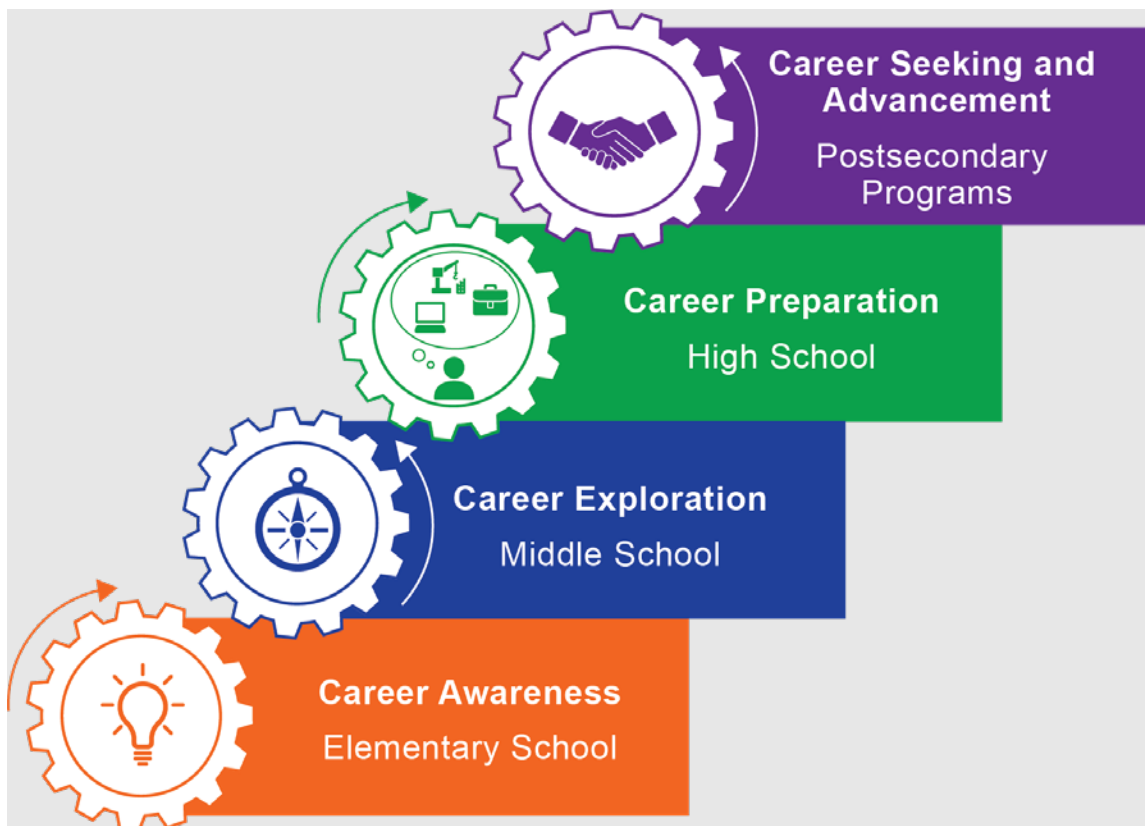 Career Seeking and
Advancement
Postsecondary
Programs
Career Preparation
High School
Career Exploration
Middle School
Career Awareness
Elementary School